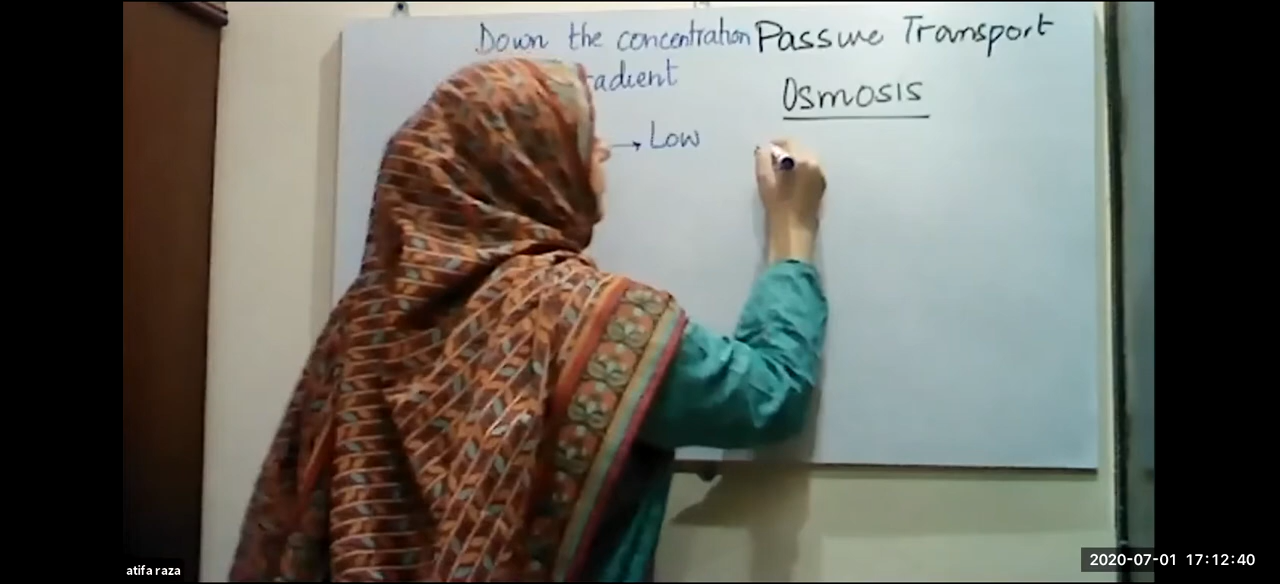 Down the concentration Passive Transport
radient
Osmosis
→ Low
atifa raza
2020-07-01 17:12:40